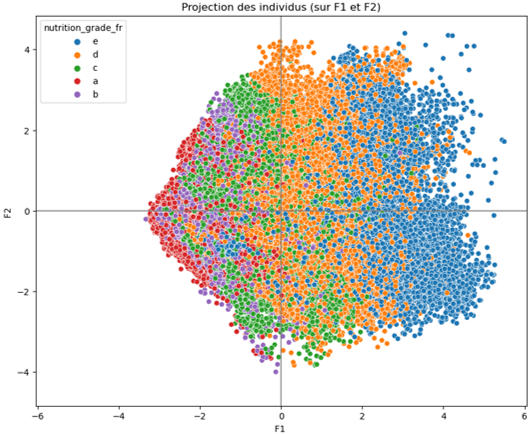 Projection des individus (sur F1 et F2)
nutrition_grade_fr
e
d
c
a
b
4
2
0
−2
−4
F2
−6
−4
−2
0
2
4
6
F1